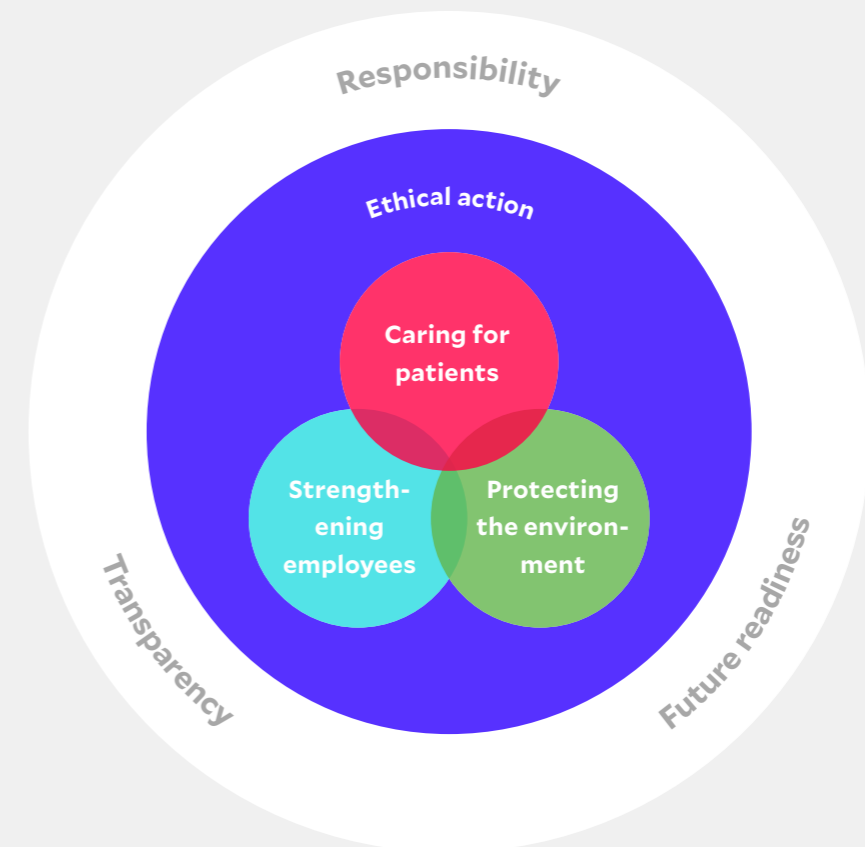 Responsibility
Ethical action
Caring for
patients
Strength-
ening
employees
Protecting
the environ-
ment
Transparency
Future readiness